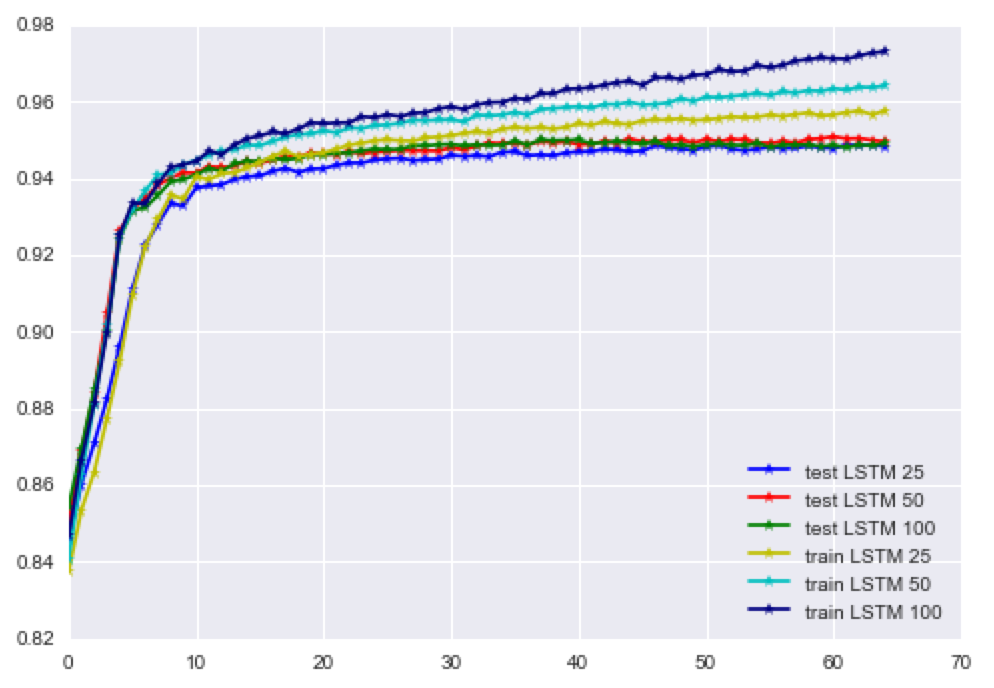 0.98
0.96
0.94
0.92
0.90
0.88
0.86
0.84
0.82
0 10 20 30 40 50 60 70
test LSTM 25
test LSTM 50
test LSTM 100
train LSTM 25
train LSTM 50
train LSTM 100